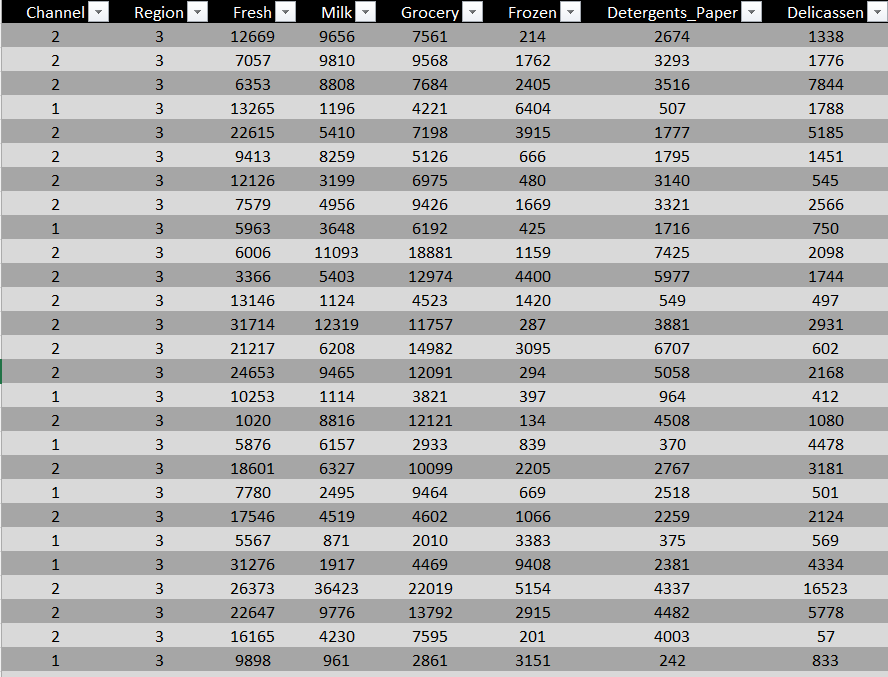 Channel Region Fresh Milk Grocery Frozen Detergents_Paper Delicassen
2 3 12669 9656 7561 214 2674 1338
2 3 7057 9810 9568 1762 3293 1776
2 3 6353 8808 7684 2405 3516 7844
1 3 13265 1196 4221 6404 507 1788
2 3 22615 5410 7198 3915 1777 5185
2 3 9413 8259 5126 666 1795 1451
2 3 12126 3199 6975 480 3140 545
2 3 7579 4956 9426 1669 3321 2566
1 3 5963 3648 6192 425 1716 750
2 3 6006 11093 18881 1159 7425 2098
2 3 3366 5403 12974 4400 5977 1744
2 3 13146 1124 4523 1420 549 497
2 3 31714 12319 11757 287 3881 2931
2 3 21217 6208 14982 3095 6707 602
2 3 24653 9465 12091 294 5058 2168
1 3 10253 1114 3821 397 964 412
2 3 1020 8816 12121 134 4508 1080
1 3 5876 6157 2933 839 370 4478
2 3 18601 6327 10099 2205 2767 3181
1 3 7780 2495 9464 669 2518 501
2 3 17546 4519 4602 1066 2259 2124
1 3 5567 871 2010 3383 375 569
1 3 31276 1917 4469 9408 2381 4334
2 3 26373 36423 22019 5154 4337 16523
2 3 22647 9776 13792 2915 4482 5778
2 3 16165 4230 7595 201 4003 57
1 3 9898 961 2861 3151 242 833